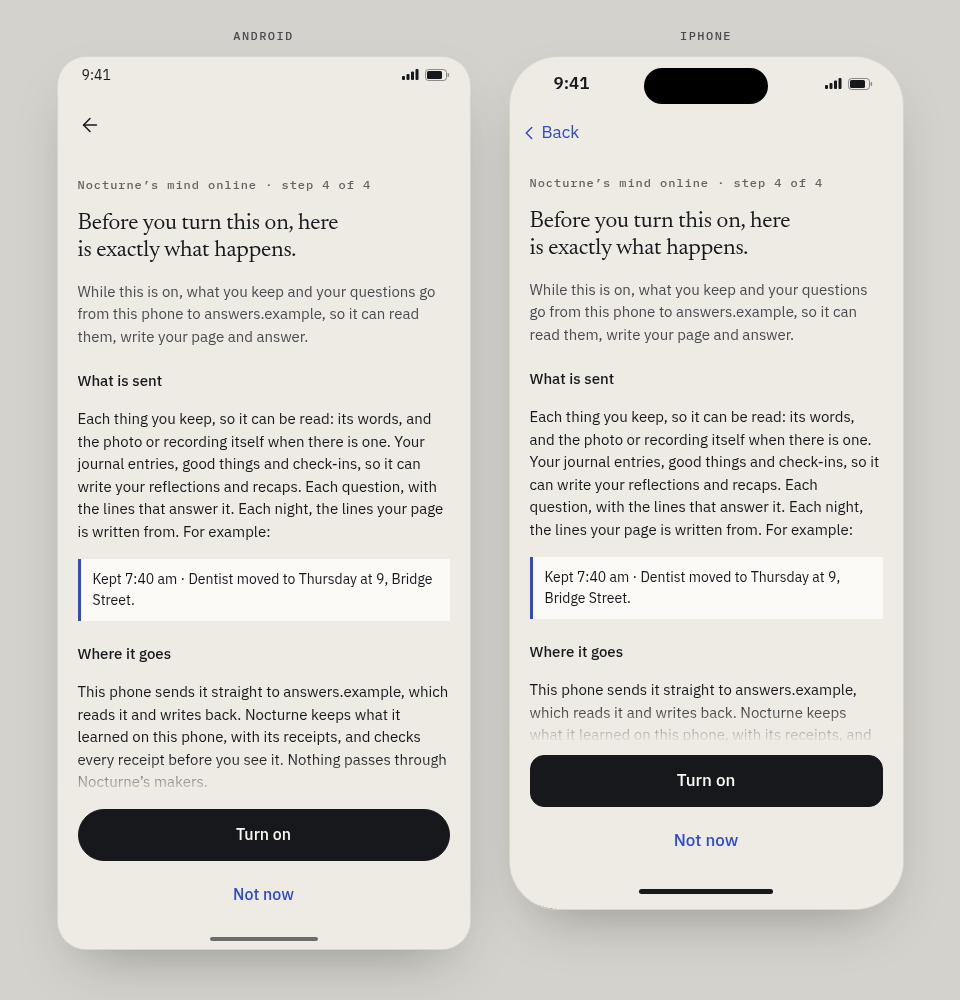 ANDROID
9:41
Nocturne’s mind online · step 4 of 4
Before you turn this on, here
is exactly what happens.
While this is on, what you keep and your questions go
from this phone to answers.example, so it can read
them, write your page and answer.
What is sent
Each thing you keep, so it can be read: its words, and
the photo or recording itself when there is one. Your
journal entries, good things and check-ins, so it can
write your reflections and recaps. Each question, with
the lines that answer it. Each night, the lines your page
is written from. For example:
Kept 7:40 am · Dentist moved to Thursday at 9, Bridge
Street.
Where it goes
This phone sends it straight to answers.example, which
reads it and writes back. Nocturne keeps what it
learned on this phone, with its receipts, and checks
every receipt before you see it. Nothing passes through
Nocturne’s makers.
Turn on
Not now
IPHONE
9:41
Back
Nocturne’s mind online · step 4 of 4
Before you turn this on, here
is exactly what happens.
While this is on, what you keep and your questions
go from this phone to answers.example, so it can
read them, write your page and answer.
What is sent
Each thing you keep, so it can be read: its words,
and the photo or recording itself when there is one.
Your journal entries, good things and check-ins, so it
can write your reflections and recaps. Each
question, with the lines that answer it. Each night,
the lines your page is written from. For example:
Kept 7:40 am · Dentist moved to Thursday at 9,
Bridge Street.
Where it goes
This phone sends it straight to answers.example,
which reads it and writes back. Nocturne keeps
what it learned on this phone, with its receipts, and
Turn on
Not now